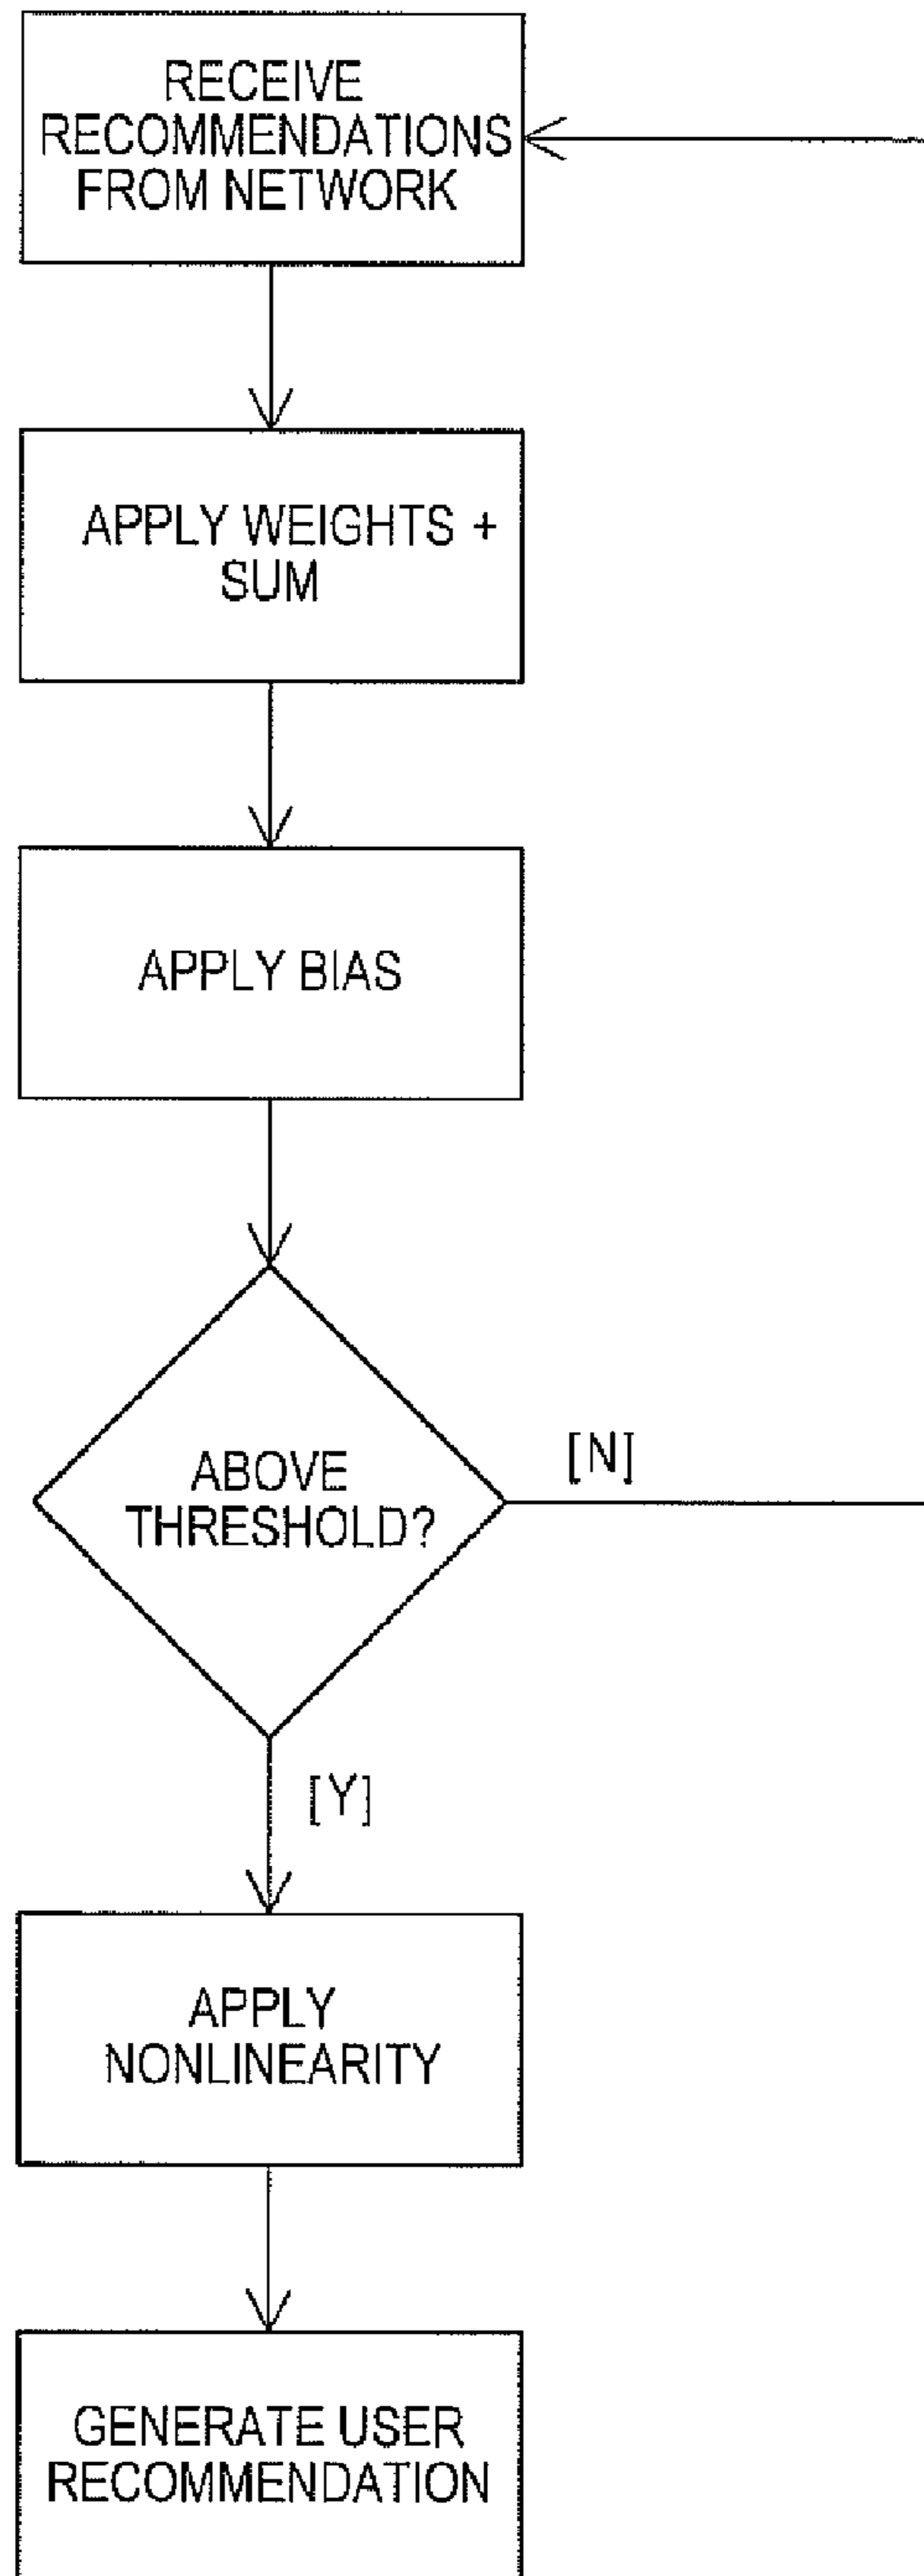 RECEIVE
RECOMMENDATIONS
FROM NETWORK
APPLY WEIGHTS +
SUM
APPLY BIAS
ABOVE
THRESHOLD?
[N]
[Y]
APPLY
NONLINEARITY
GENERATE USER
RECOMMENDATION